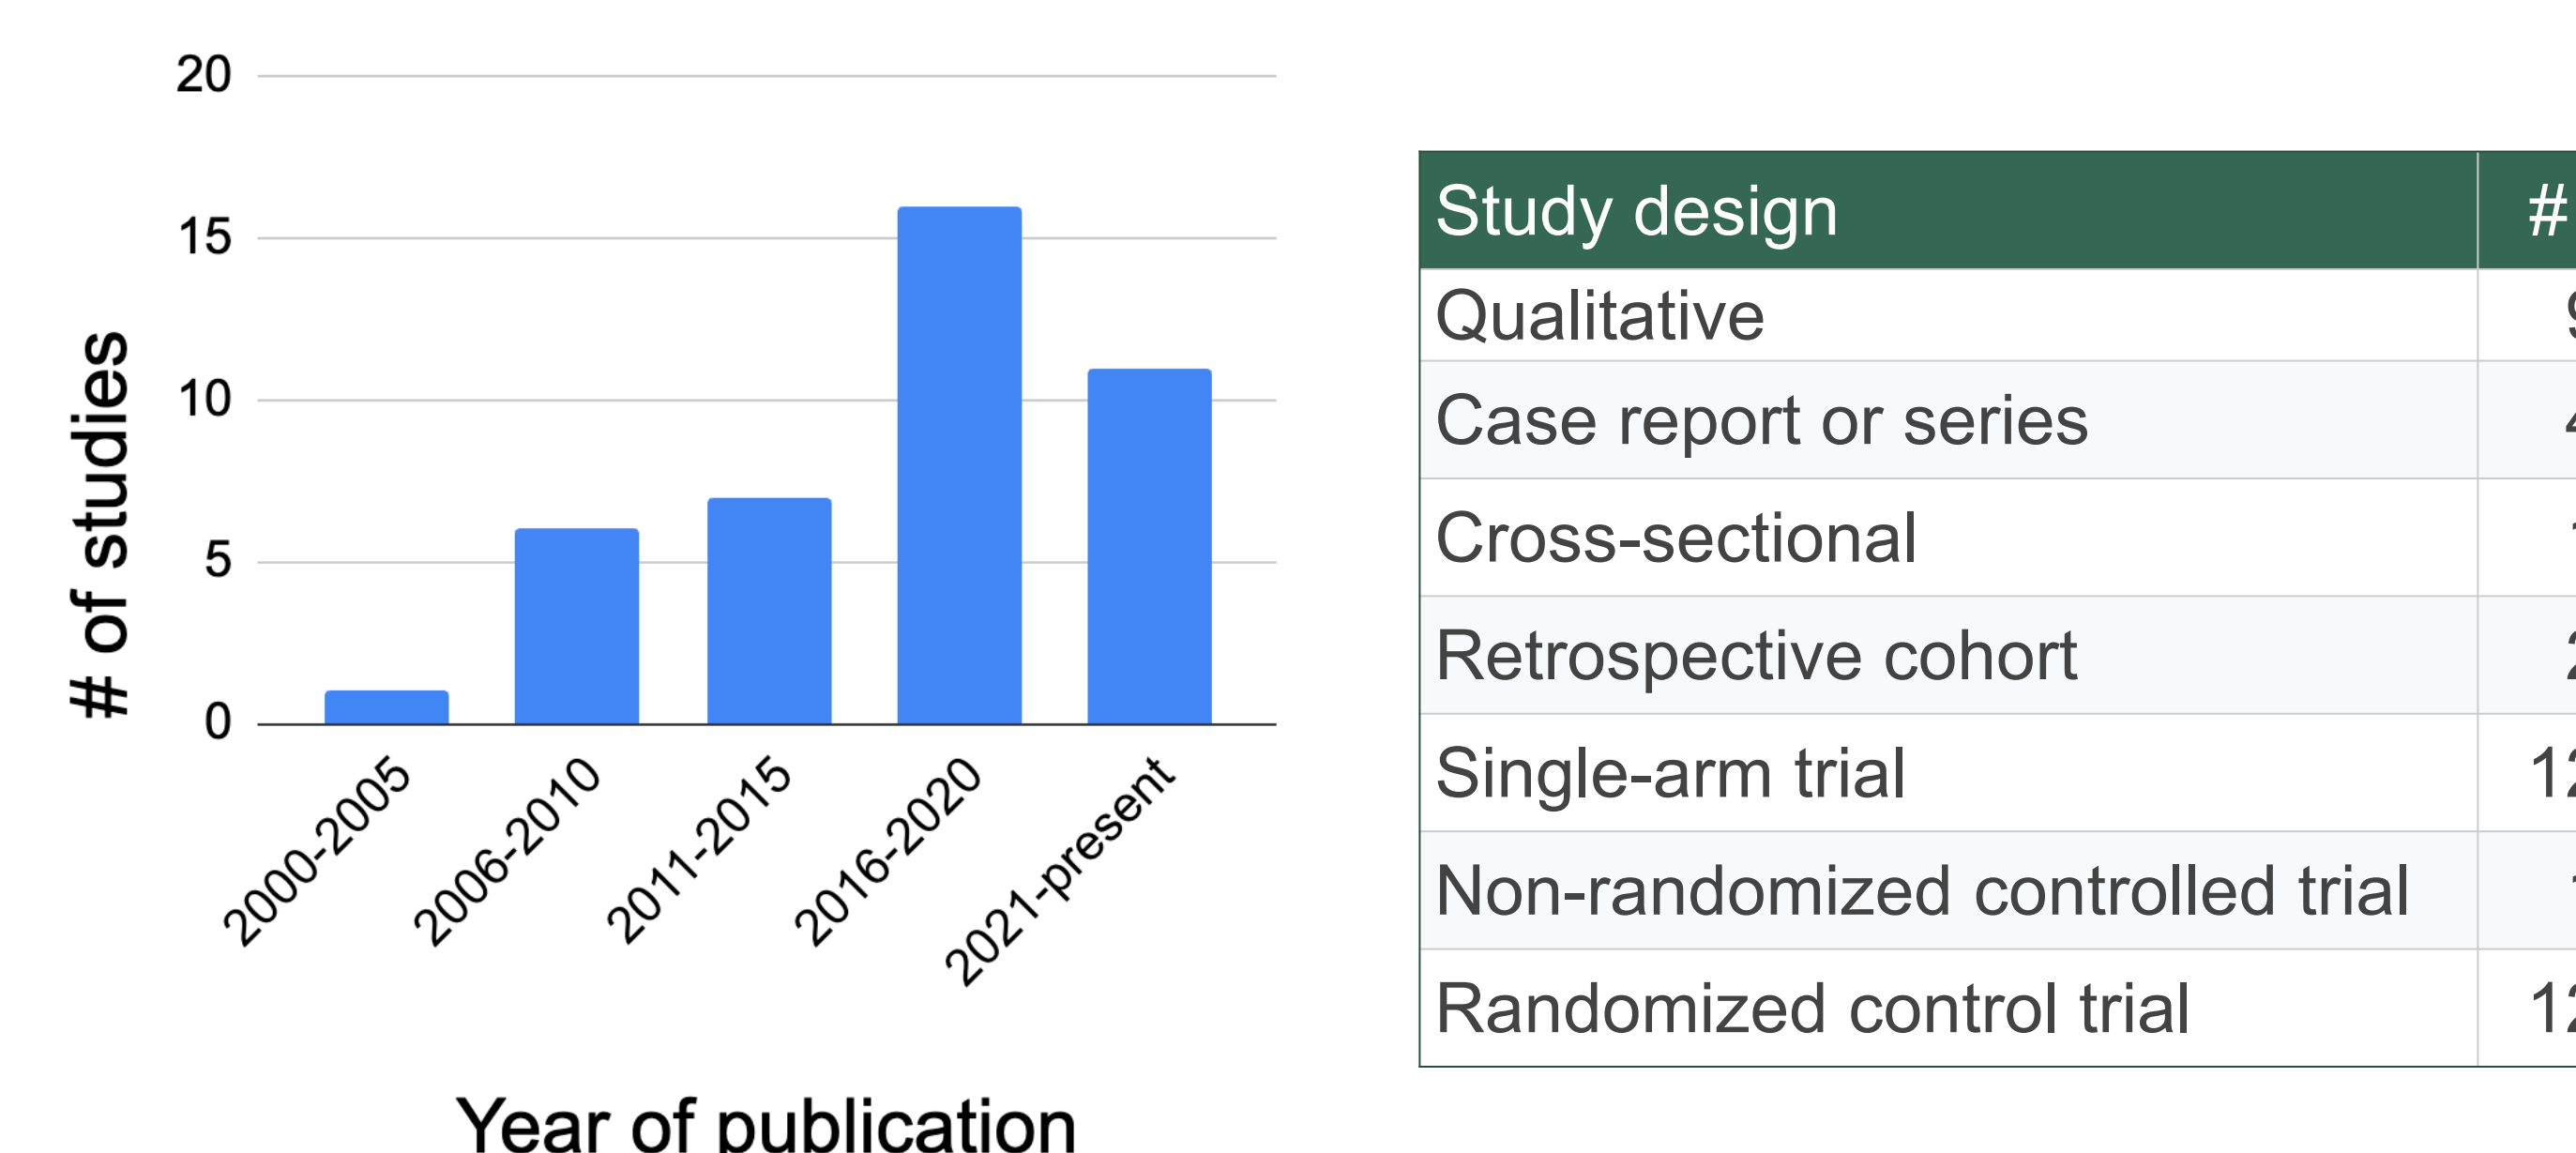 20
15
10
5
0
# of studies
2000-2005
2006-2010
2011-2015
2016-2020
2021-present
Year of publication
Study design #
Qualitative
Case report or series
Cross-sectional
Retrospective cohort
Single-arm trial 12
Non-randomized controlled trial
Randomized control trial 12